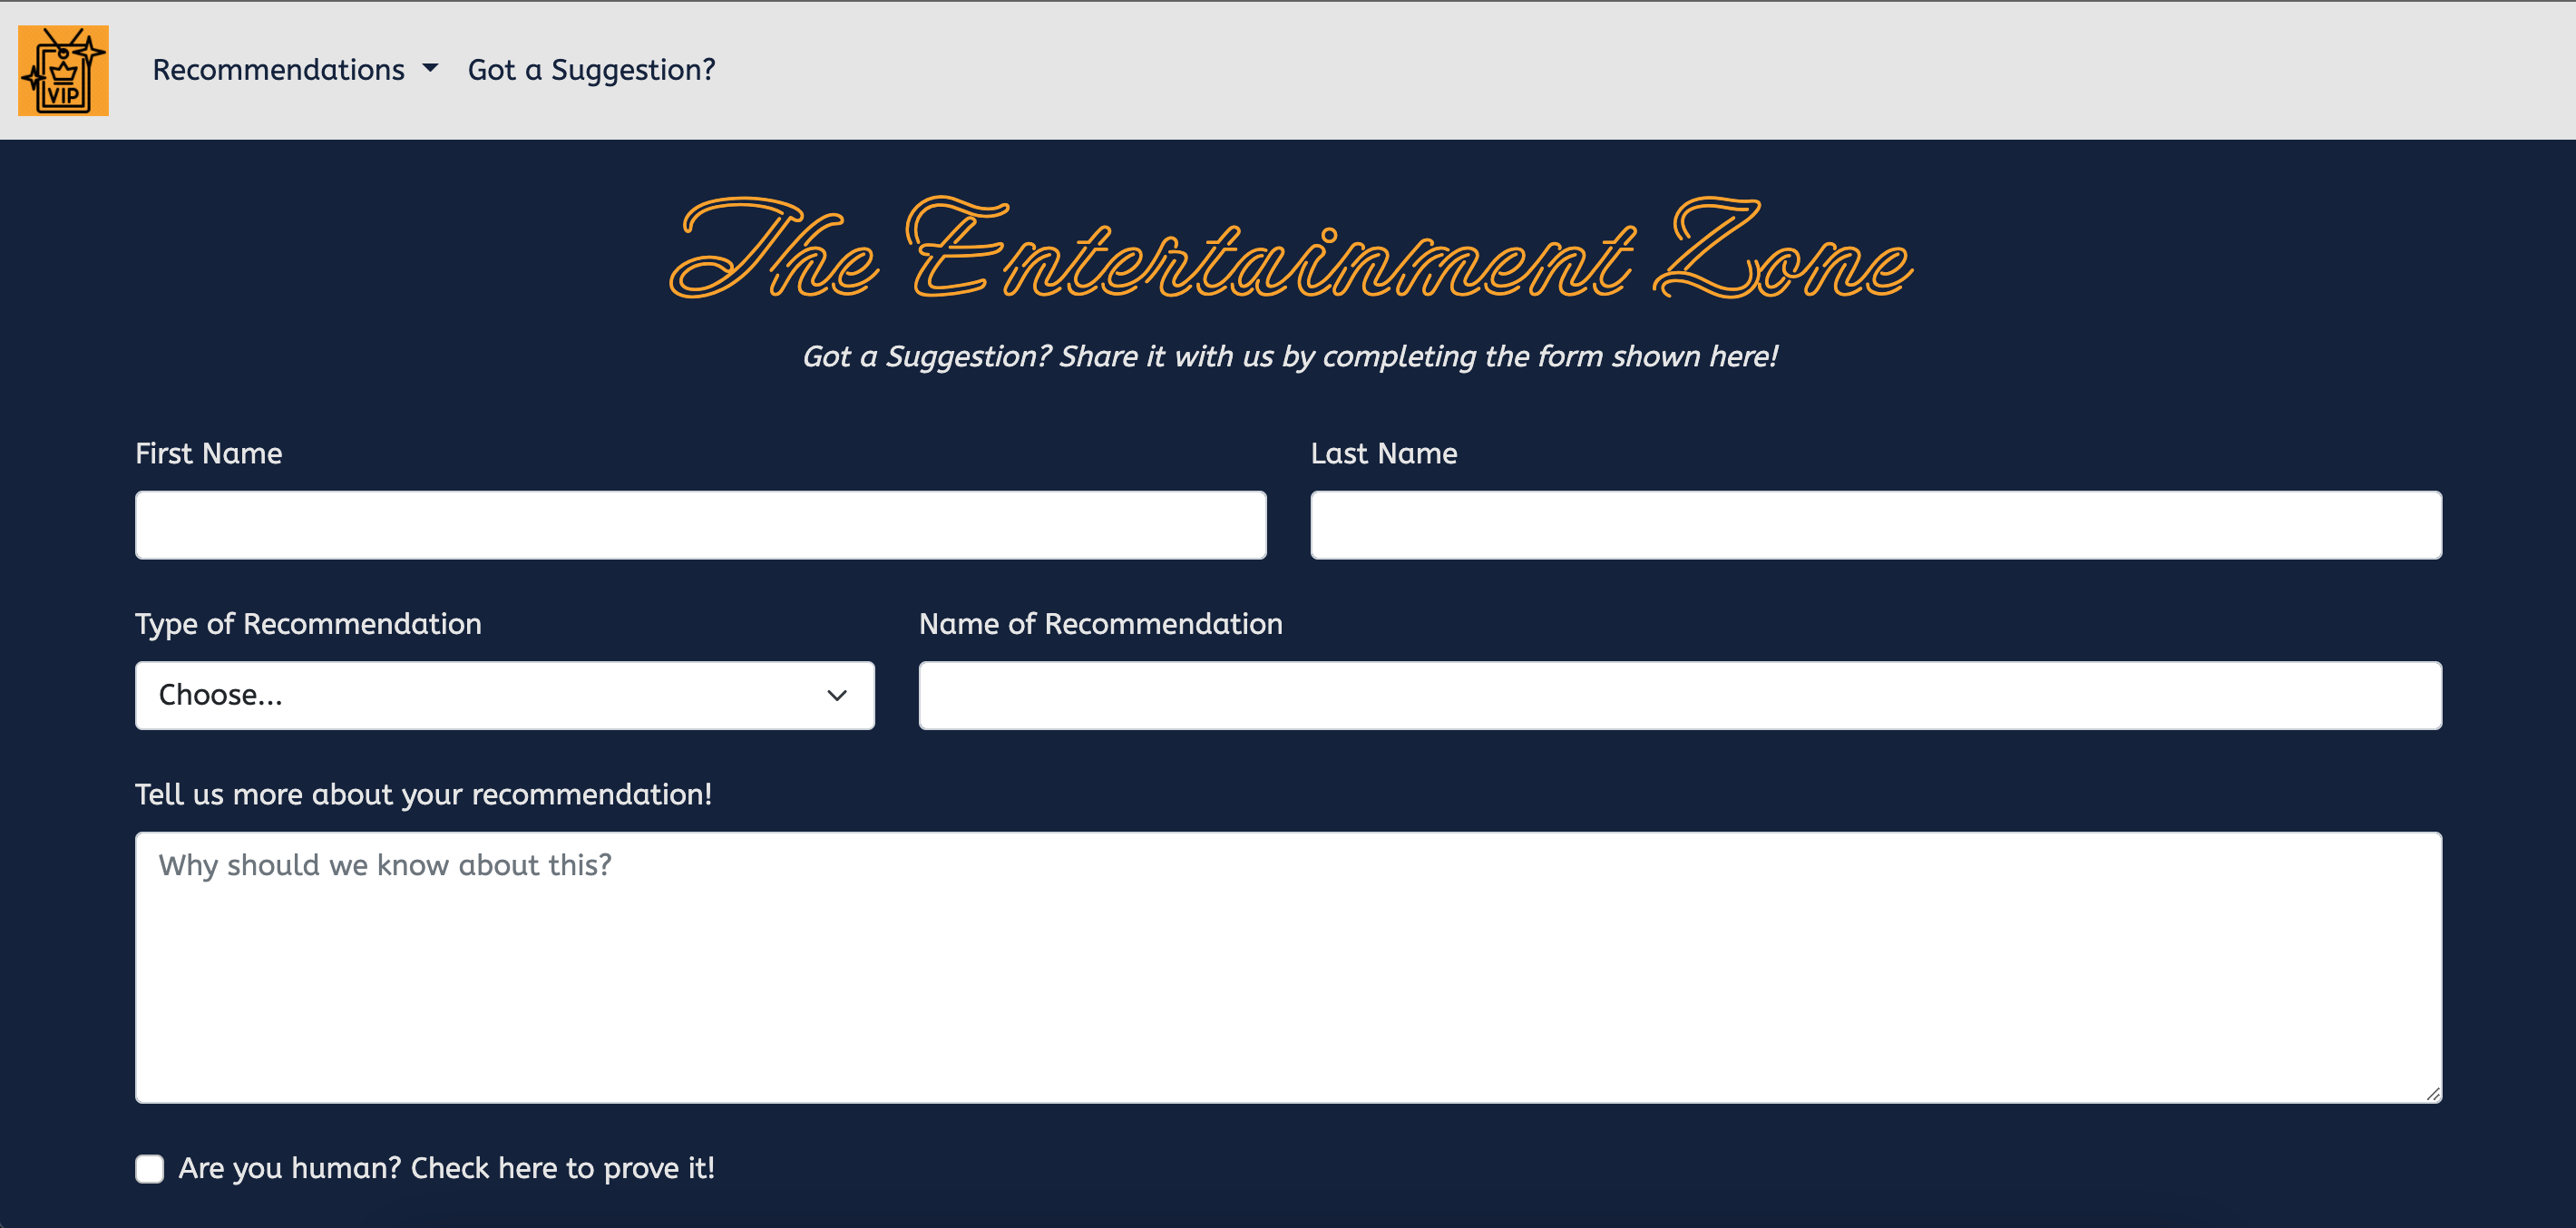 VIP
Recommendations Got a Suggestion?
The Entertainment Zone
Got a Suggestion? Share it with us by completing the form shown here!
First Name Last Name
Type of Recommendation Name of Recommendation
Choose...
Tell us more about your recommendation!
Why should we know about this?
Are you human? Check here to prove it!